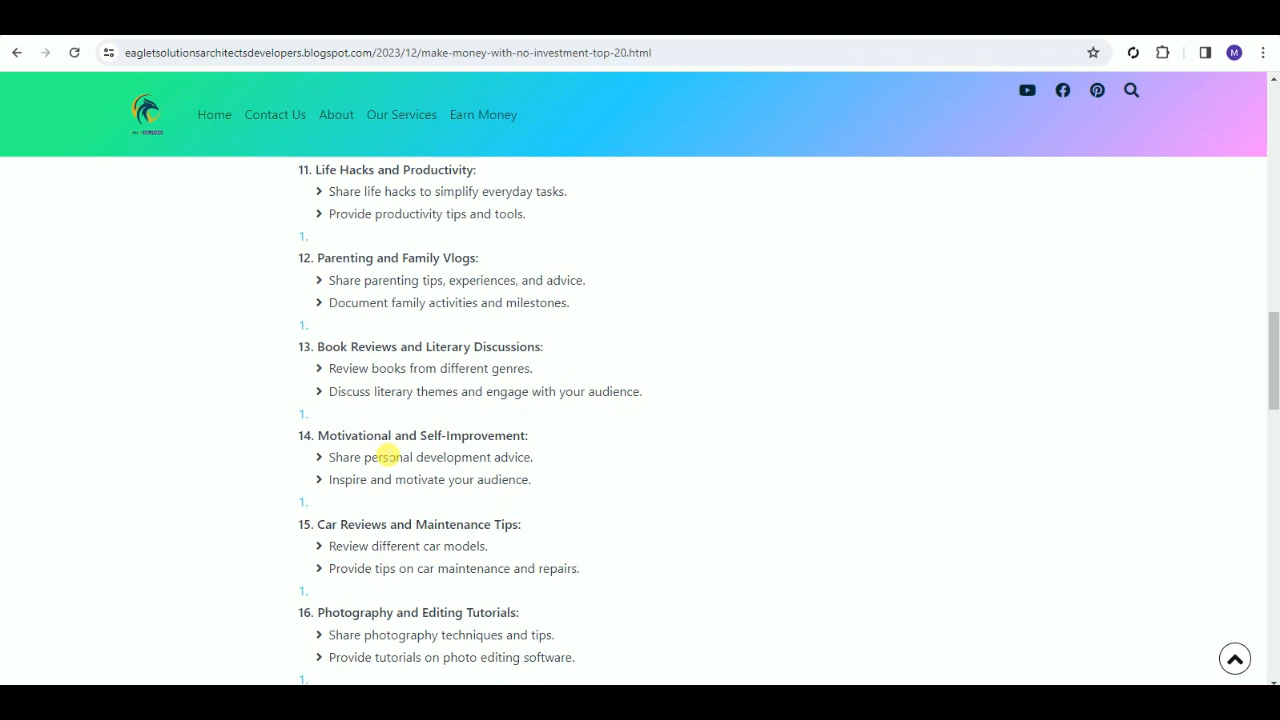 eagletsolutionsarchitectsdevelopers.blogspot.com/2023/12/make-money-with-no-investment-top-20.html
M
Home Contact Us About Our Services Earn Money
11. Life Hacks and Productivity:
Share life hacks to simplify everyday tasks.
Provide productivity tips and tools.
1.
12. Parenting and Family Vlogs:
Share parenting tips, experiences, and advice.
Document family activities and milestones.
1.
13. Book Reviews and Literary Discussions:
Review books from different genres.
Discuss literary themes and engage with your audience.
1.
14. Motivational and Self-Improvement:
Share personal development advice.
Inspire and motivate your audience.
1.
15. Car Reviews and Maintenance Tips:
Review different car models.
Provide tips on car maintenance and repairs.
1.
16. Photography and Editing Tutorials:
Share photography techniques and tips.
Provide tutorials on photo editing software.
1.